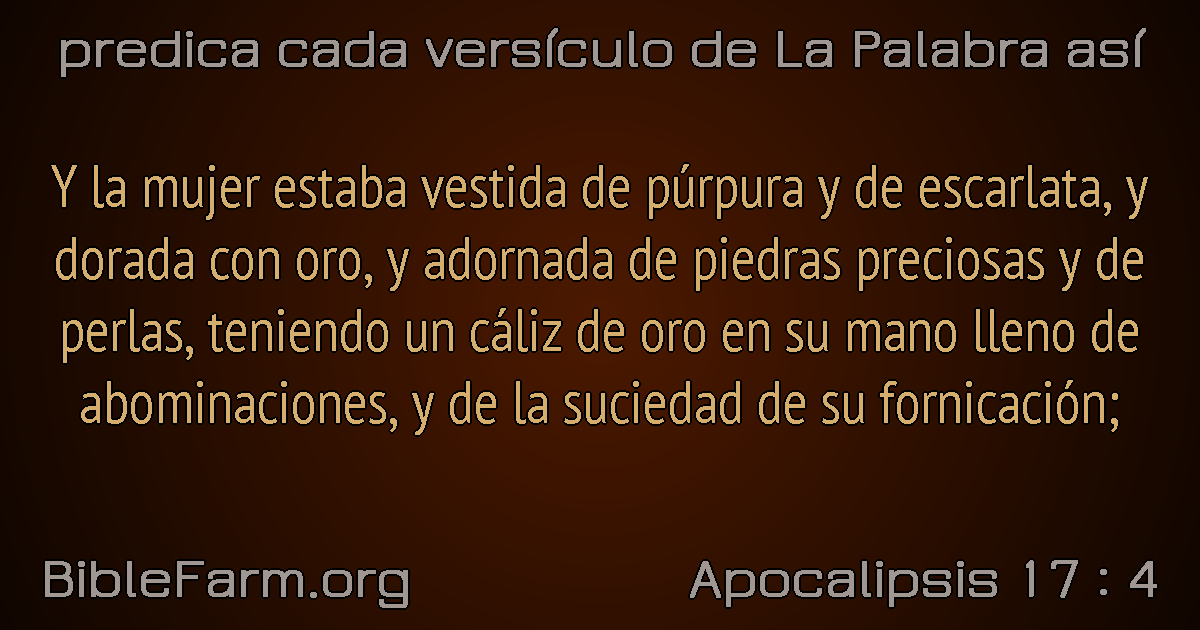 predica cada versículo de La Palabra así
Y la mujer estaba vestida de púrpura y de escarlata, y
dorada con oro, y adornada de piedras preciosas y de
perlas, teniendo un cáliz de oro en su mano lleno de
abominaciones, y de la suciedad de su fornicación;
BibleFarm.org
Apocalipsis 17 : 4